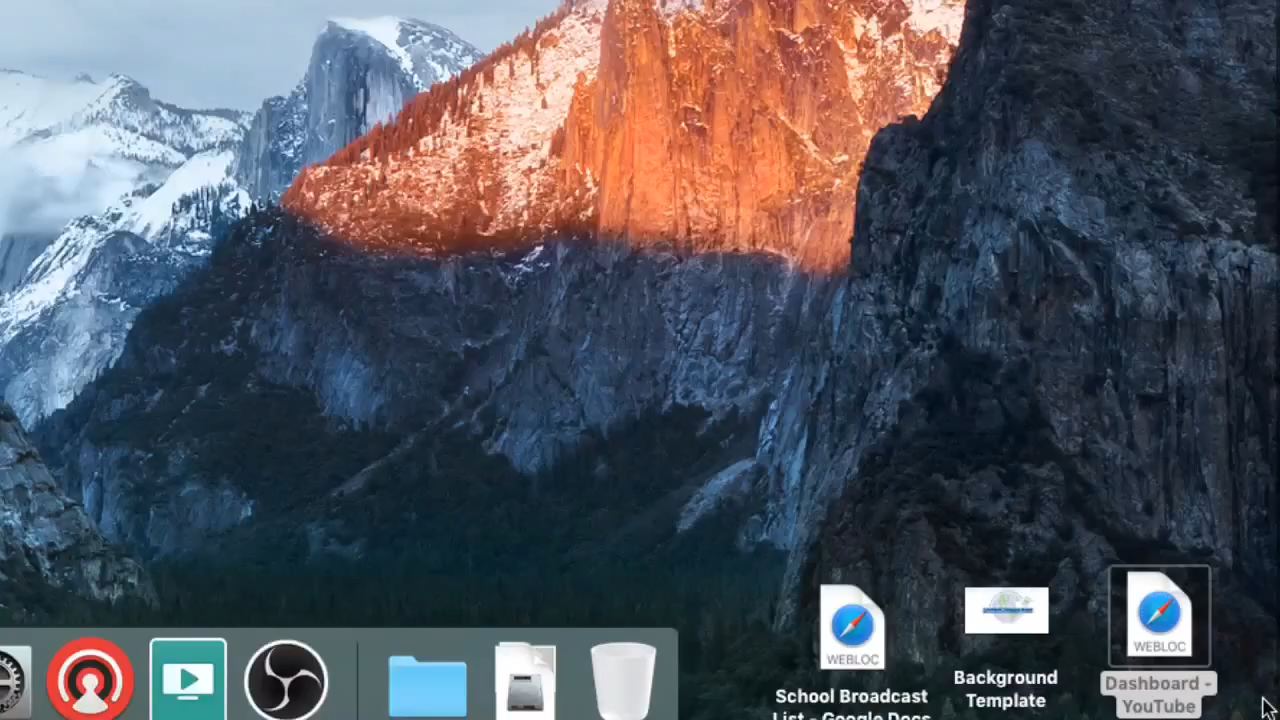 WEBLOC
School Broadcast
List - Google Docs
Background
Template
WEBLOC
Dashboard -
YouTube